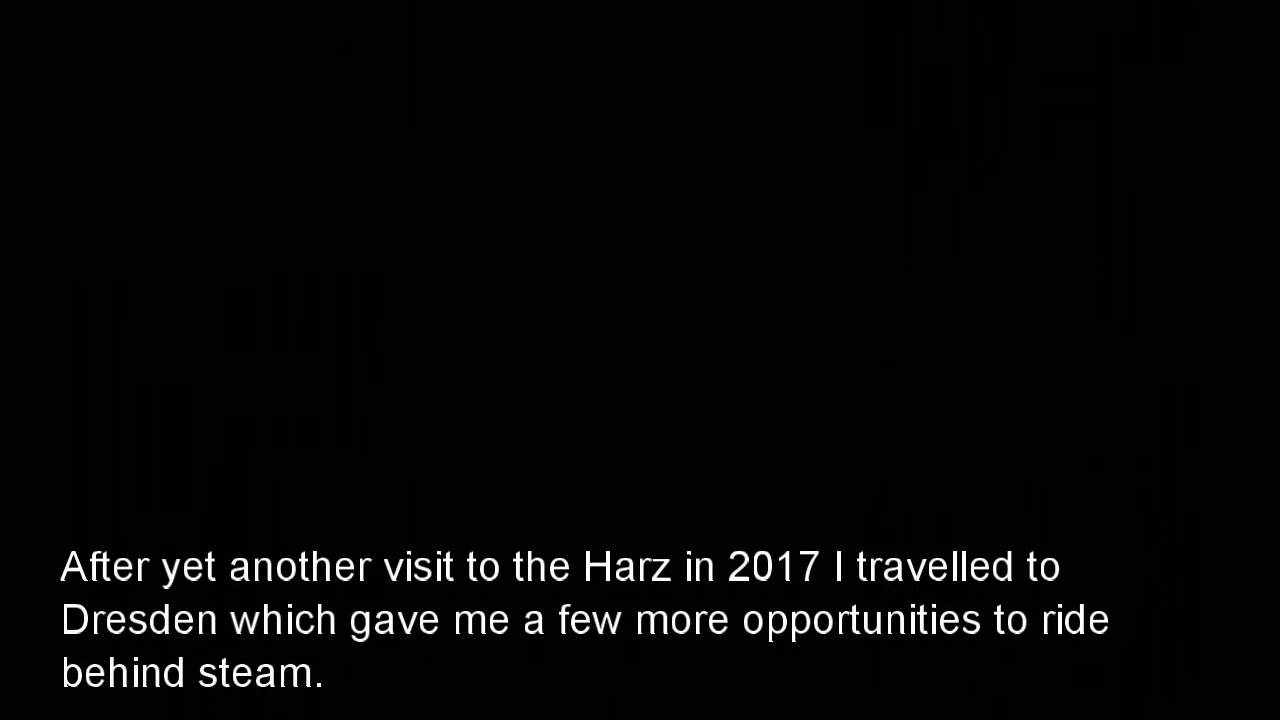 After yet another visit to the Harz in 2017 I travelled to
Dresden which gave me a few more opportunities to ride
behind steam.